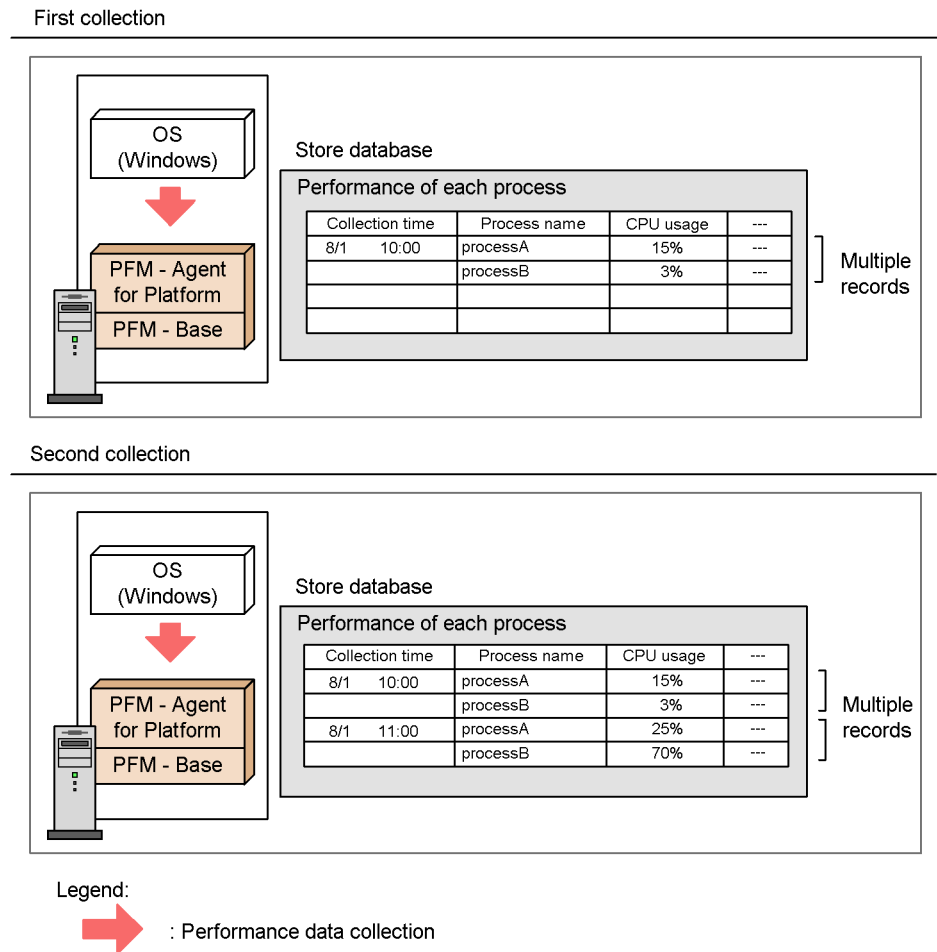 First collection
OS
(Windows)
PFM - Agent
for Platform
PFM - Base
Store database
Performance of each process
Collection time Process name CPU usage ---
8/1 10:00 processA 15% ---
processB 3% ---
Multiple
records
Second collection
OS
(Windows)
PFM - Agent
for Platform
PFM - Base
Store database
Performance of each process
Collection time Process name CPU usage ---
8/1 10:00 processA 15% ---
processB 3% ---
8/1 11:00 processA 25% ---
processB 70% ---
Multiple
records
Legend:
: Performance data collection